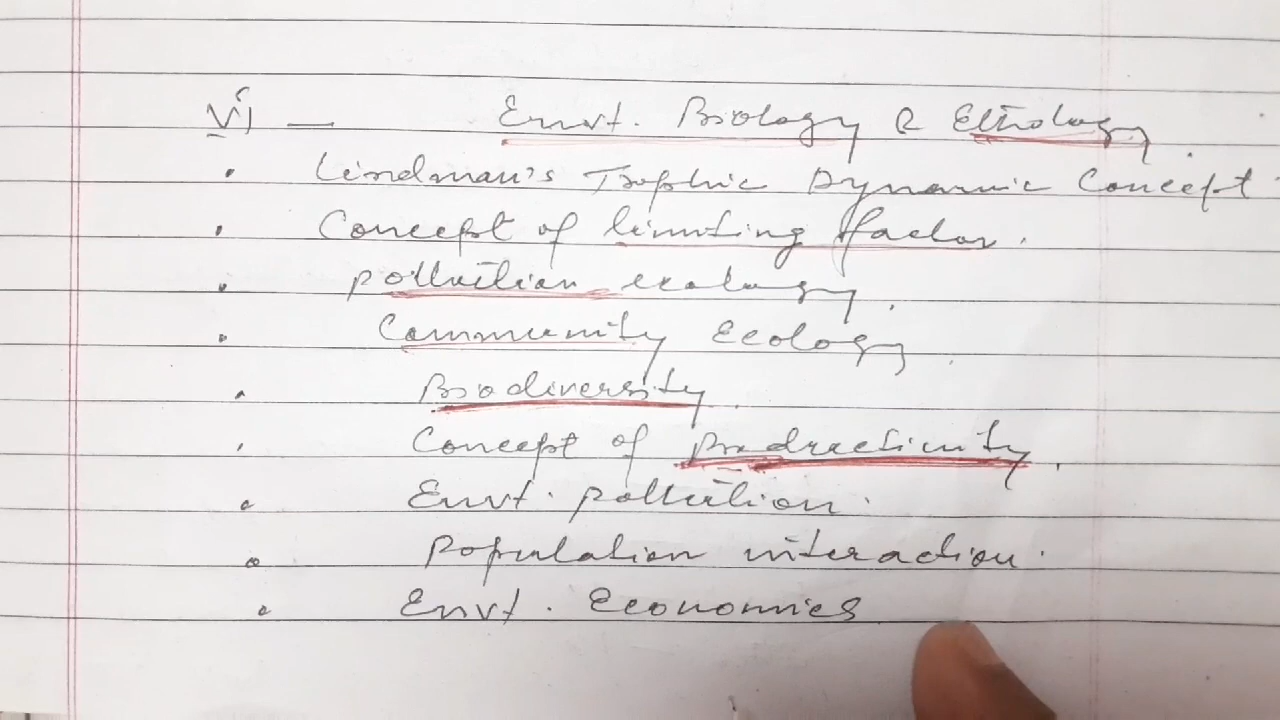 VI — Envt. Biology & Ethology.
• Lindman's Trophic Dynamic Concept.
• Concept of limiting factor.
• pollution ecology.
• Community Ecology.
• Biodiversity.
• Concept of productivity.
• Envt. pollution.
• Population interaction.
• Envt. Economics